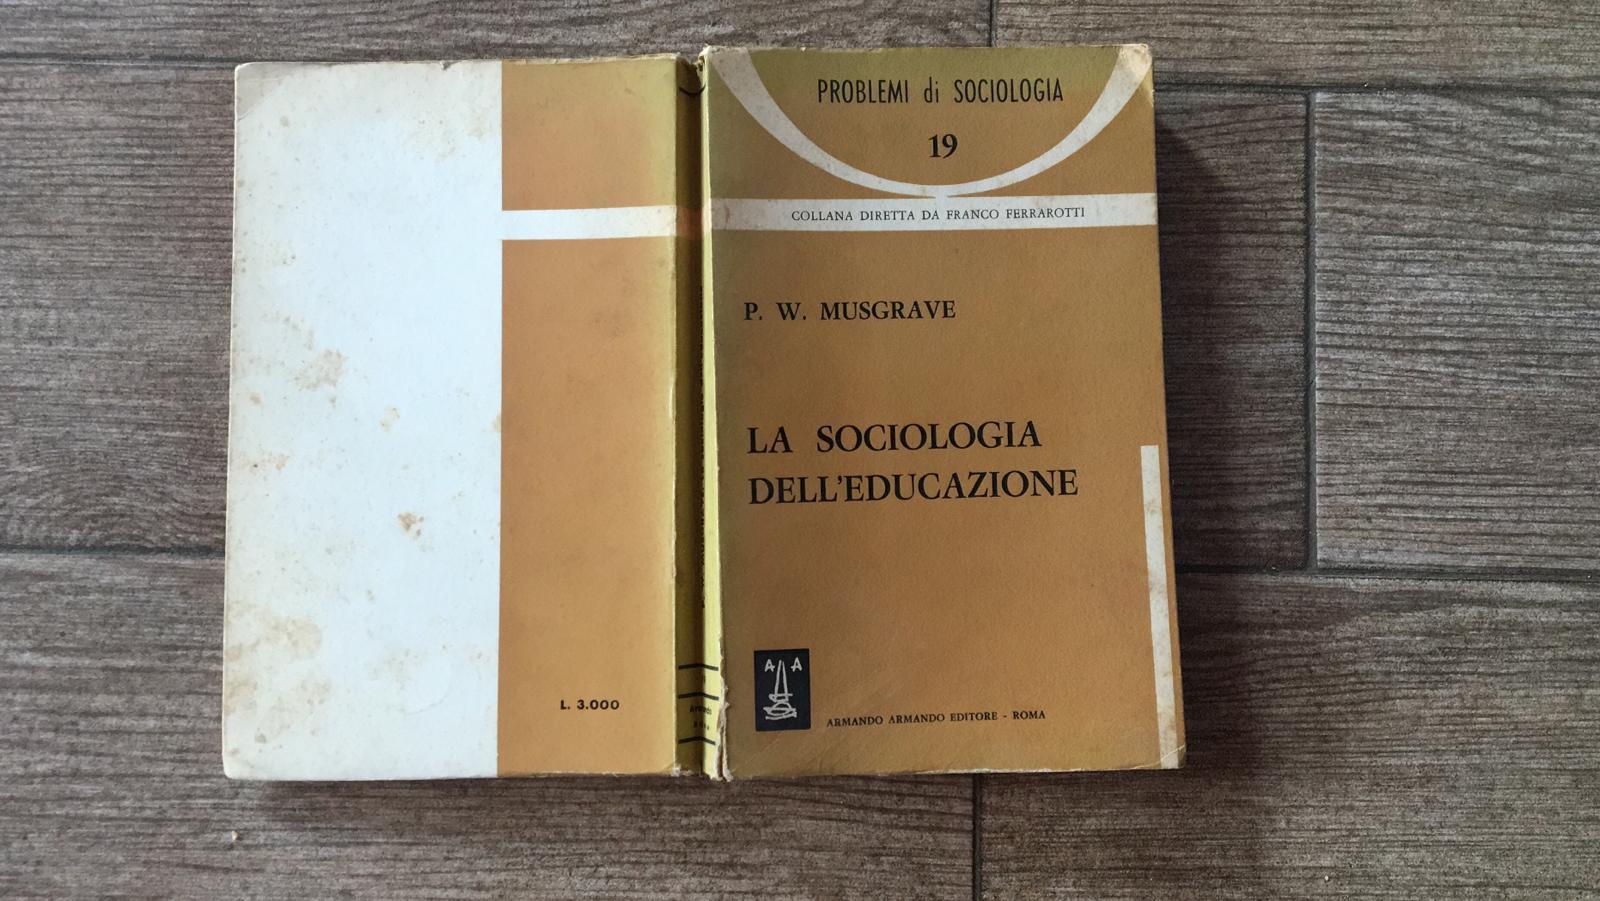 PROBLEMI di SOCIOLOGIA
19
COLLANA DIRETTA DA FRANCO FERRAROTTI
P. W. MUSGRAVE
LA SOCIOLOGIA
DELL'EDUCAZIONE
A A
ARMANDO ARMANDO EDITORE - ROMA
L. 3.000